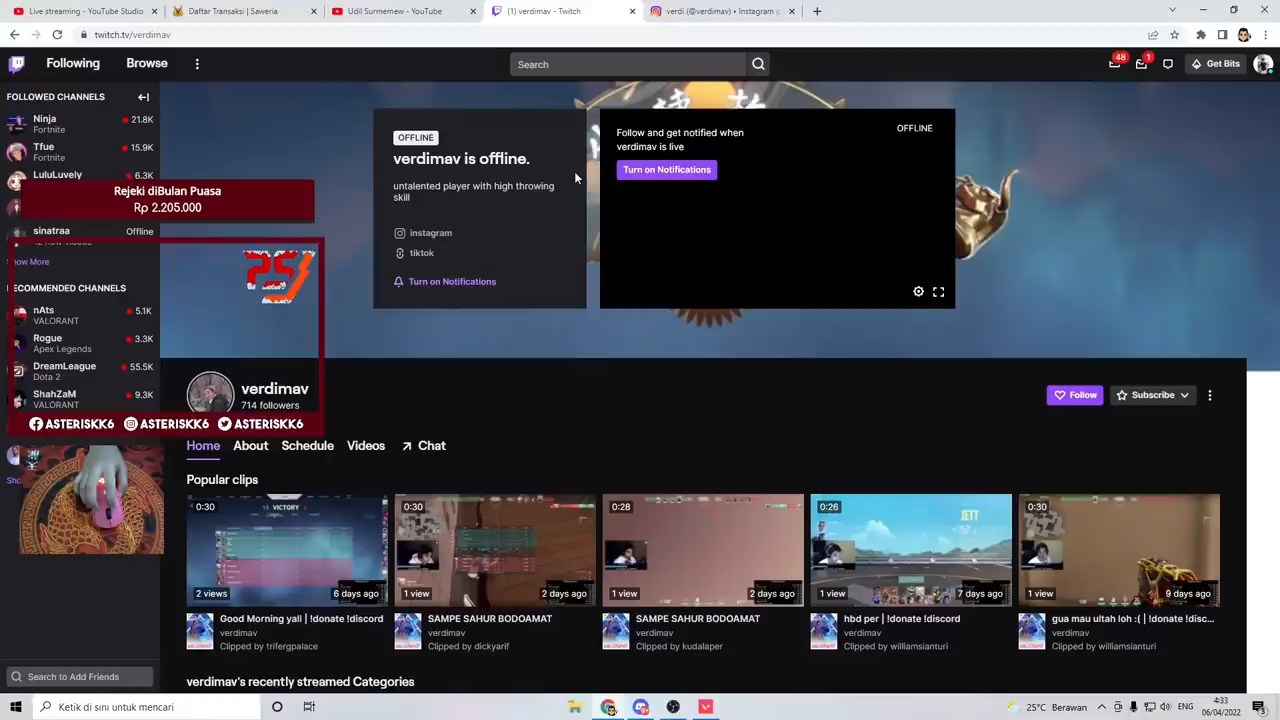 Live streaming - YouTube Studio
Daftar Transaksi | Saweria
Udil Surmemew - YouTube
(1) verdimav - Twitch
verdi (@verdimav) • Instagram p
twitch.tv/verdimav
Following
Browse
Search
48
1
Get Bits
FOLLOWED CHANNELS
Ninja
21.8K
Fortnite
Tfue
15.9K
Fortnite
LuluLuvely
6.3K
Rejeki diBulan Puasa
Rp 2.205.000
sinatraa
Offline
how More
ECOMMENDED CHANNELS
nAts
5.1K
VALORANT
Rogue
3.3K
Apex Legends
DreamLeague
55.5K
Dota 2
ShahZaM
9.3K
VALORANT
ASTERISKK6
ASTERISKK6
ASTERISKK6
Sho
Search to Add Friends
OFFLINE
verdimav is offline.
untalented player with high throwing
skill
instagram
tiktok
Turn on Notifications
Follow and get notified when
verdimav is live
OFFLINE
Turn on Notifications
verdimav
714 followers
Follow
Subscribe
Home
About
Schedule
Videos
Chat
Popular clips
0:30
13 VICTORY
2 views
6 days ago
Good Morning yall | !donate !discord
verdimav
Clipped by trifergpalace
0:30
1 view
2 days ago
SAMPE SAHUR BODOAMAT
verdimav
Clipped by dickyarif
0:28
1 view
2 days ago
SAMPE SAHUR BODOAMAT
verdimav
Clipped by kudalaper
0:26
JETT
1 view
7 days ago
hbd per | !donate !discord
verdimav
Clipped by williamsianturi
0:30
1 view
9 days ago
gua mau ultah loh :( | !donate !disc...
verdimav
Clipped by williamsianturi
verdimav's recently streamed Categories
Ketik di sini untuk mencari
25°C Berawan
ENG
4:33
06/04/2022